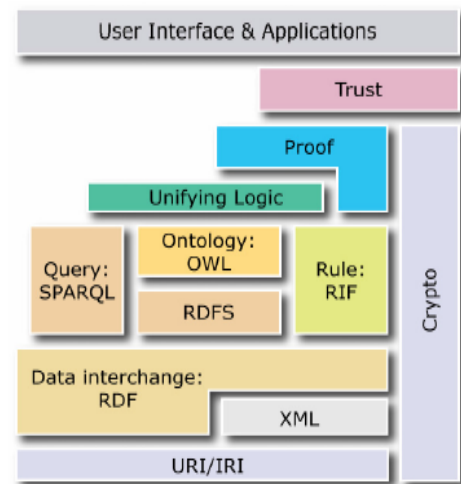 User Interface & Applications
Trust
Proof
Unifying Logic
Query:
SPARQL
Ontology:
OWL
RDFS
Rule:
RIF
Crypto
Data interchange:
RDF
XML
URI/IRI